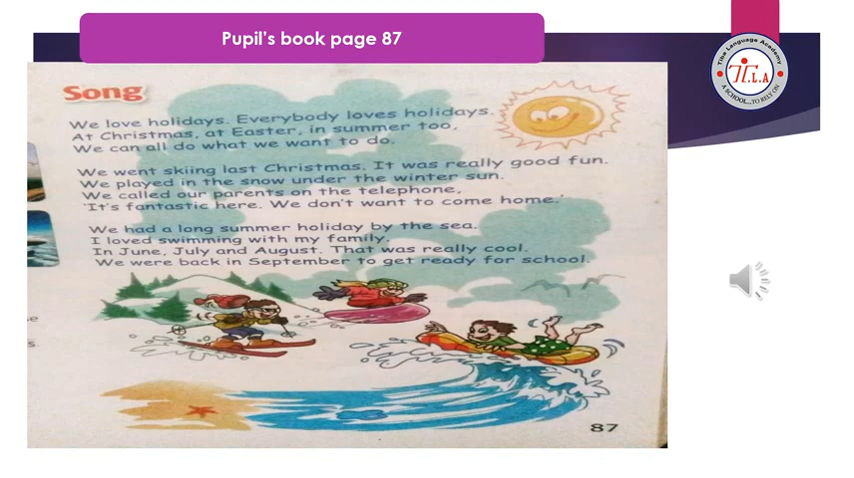 Pupil's book page 87
Tiba Language Academy
TI.L.A
A SCHOOL...TO RELY ON
Song
We love holidays. Everybody loves holidays.
At Christmas, at Easter, in summer too,
We can all do what we want to do.
We went skiing last Christmas. It was really good fun.
We played in the snow under the winter sun.
We called our parents on the telephone,
'It's fantastic here. We don't want to come home.'
We had a long summer holiday by the sea.
I loved swimming with my family.
In June, July and August. That was really cool.
We were back in September to get ready for school.
87